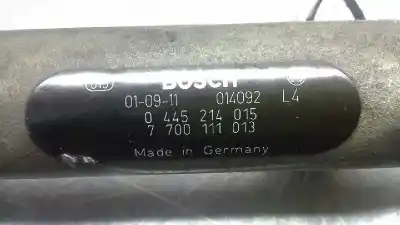 BOSCH
01-09-11 014092 L4
0 445 214 015
7 700 111 013
Made in Germany